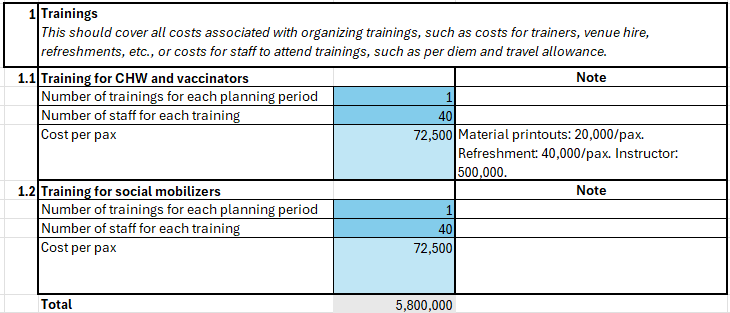 1 Trainings
This should cover all costs associated with organizing trainings, such as costs for trainers, venue hire,
refreshments, etc., or costs for staff to attend trainings, such as per diem and travel allowance.
1.1 Training for CHW and vaccinators Note
Number of trainings for each planning period 1
Number of staff for each training 40
Cost per pax 72,500 Material printouts: 20,000/pax.
Refreshment: 40,000/pax. Instructor:
500,000.
1.2 Training for social mobilizers Note
Number of trainings for each planning period 1
Number of staff for each training 40
Cost per pax 72,500
Total 5,800,000